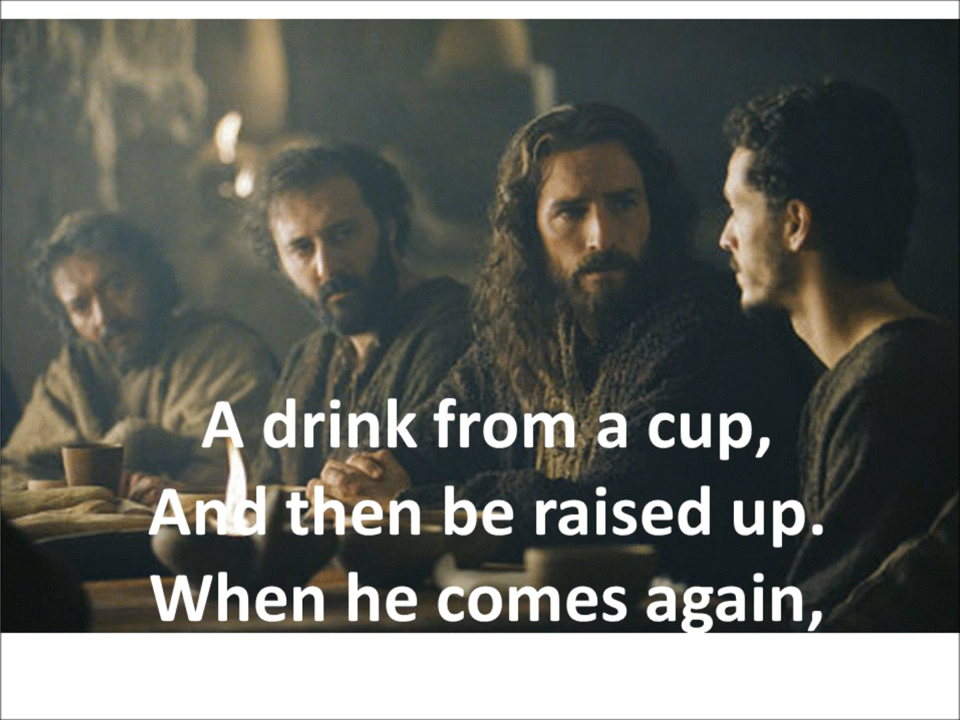 A drink from a cup,
And then be raised up.
When he comes again,